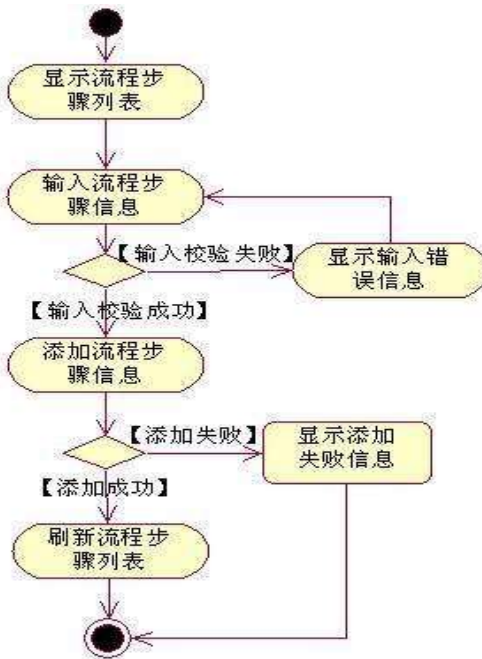 显示流程步
骤列表
输入流程步
骤信息
【输入校验失败】
显示输入错
误信息
【输入校验成功】
添加流程步
骤信息
【添加失败】
显示添加
失败信息
【添加成功】
刷新流程步
骤列表